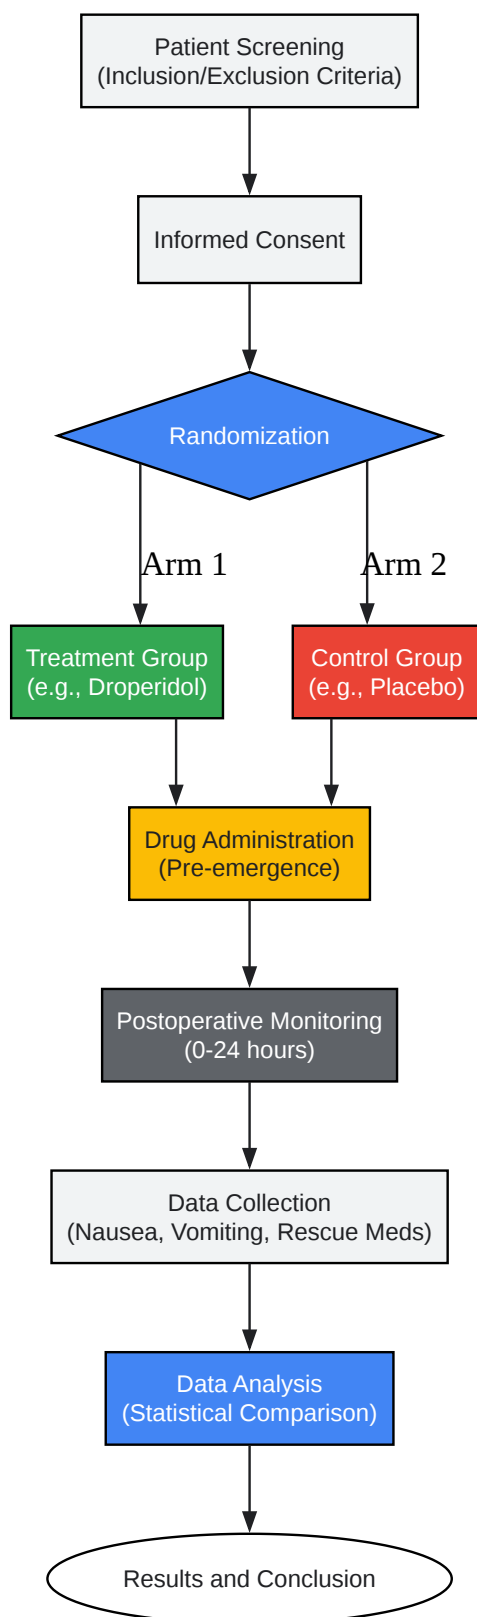 Patient Screening
(Inclusion/Exclusion Criteria)
Informed Consent
Randomization
Arm 1
Arm 2
Treatment Group
(e.g., Droperidol)
Control Group
(e.g., Placebo)
Drug Administration
(Pre-emergence)
Postoperative Monitoring
(0-24 hours)
Data Collection
(Nausea, Vomiting, Rescue Meds)
Data Analysis
(Statistical Comparison)
Results and Conclusion